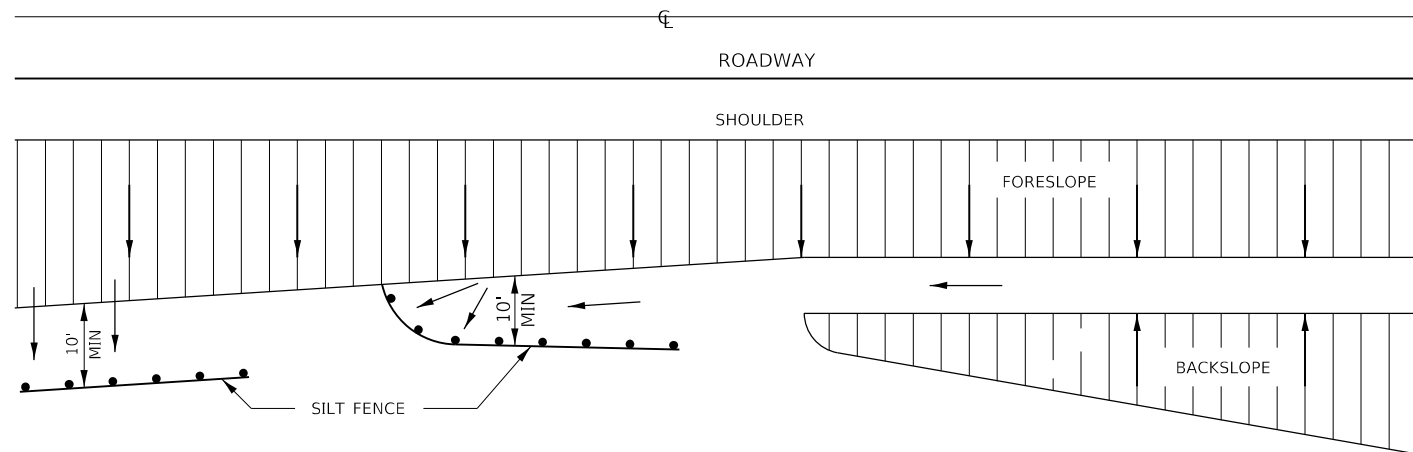 ℄
ROADWAY
SHOULDER
FORESLOPE
10'
MIN
10'
MIN
BACKSLOPE
SILT FENCE